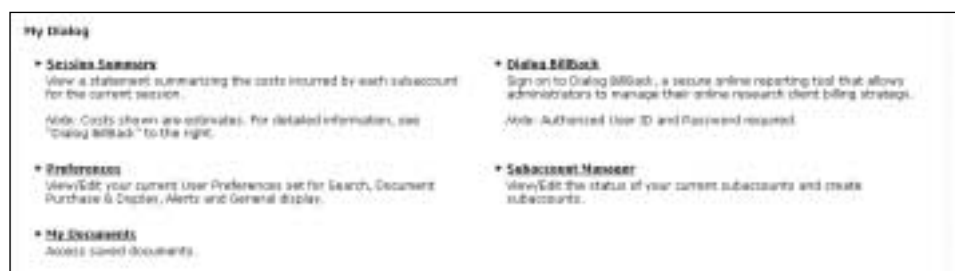 My Dialog
Session Summary
View a statement summarizing the costs incurred by each subaccount
for the current session.
Note: Costs shown are estimates. For detailed information, see
"Dialog BillBack" to the right.
Preferences
View/Edit your current User Preferences set for Search, Document
Purchase & Display, Alerts and General display.
My Documents
Access saved documents.
Dialog BillBack
Sign on to Dialog BillBack, a secure online reporting tool that allows
administrators to manage their online research client billing strategy.
Note: Authorized User ID and Password required.
Subaccount Manager
View/Edit the status of your current subaccounts and create
subaccounts.